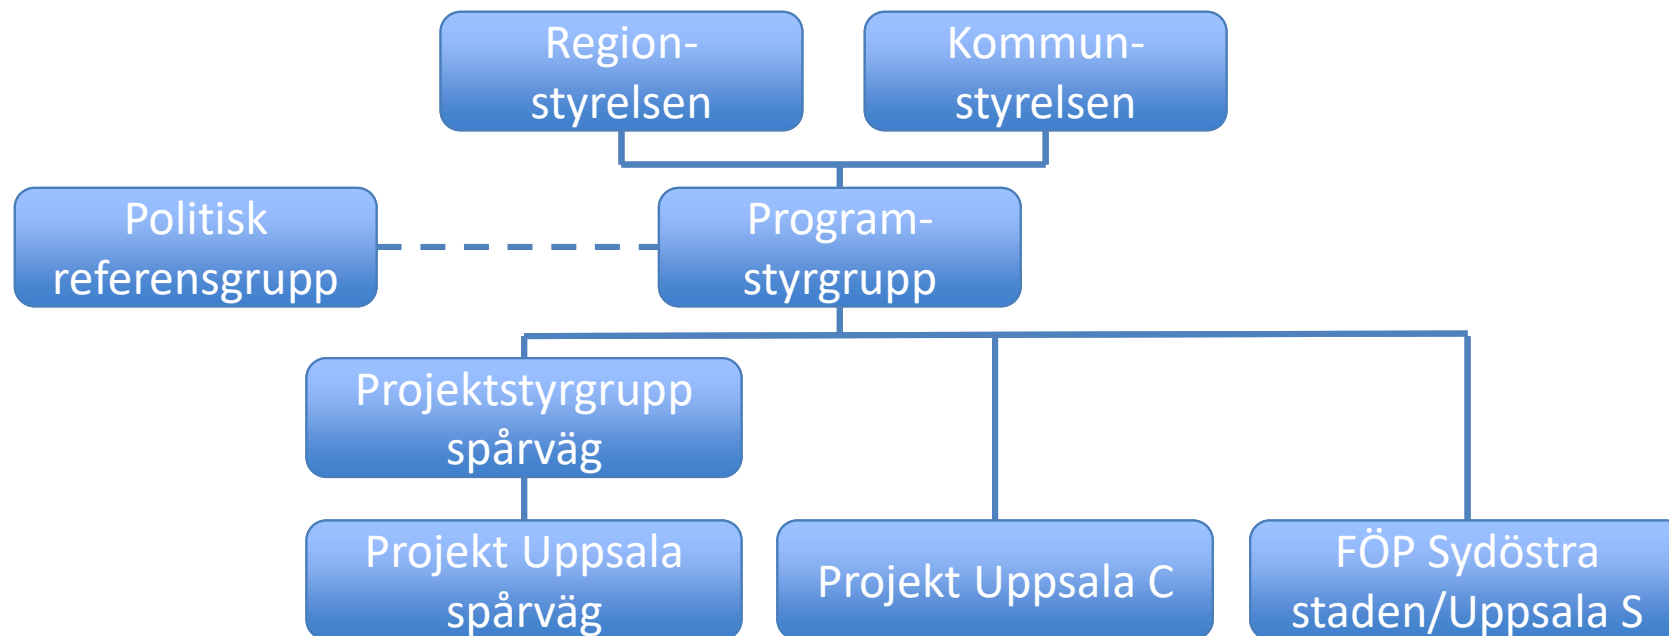 Region-
styrelsen
Kommun-
styrelsen
Politisk
referensgrupp
Program-
styrgrupp
Projektstyrgrupp
spårväg
Projekt Uppsala
spårväg
Projekt Uppsala C
FÖP Sydöstra
staden/Uppsala S